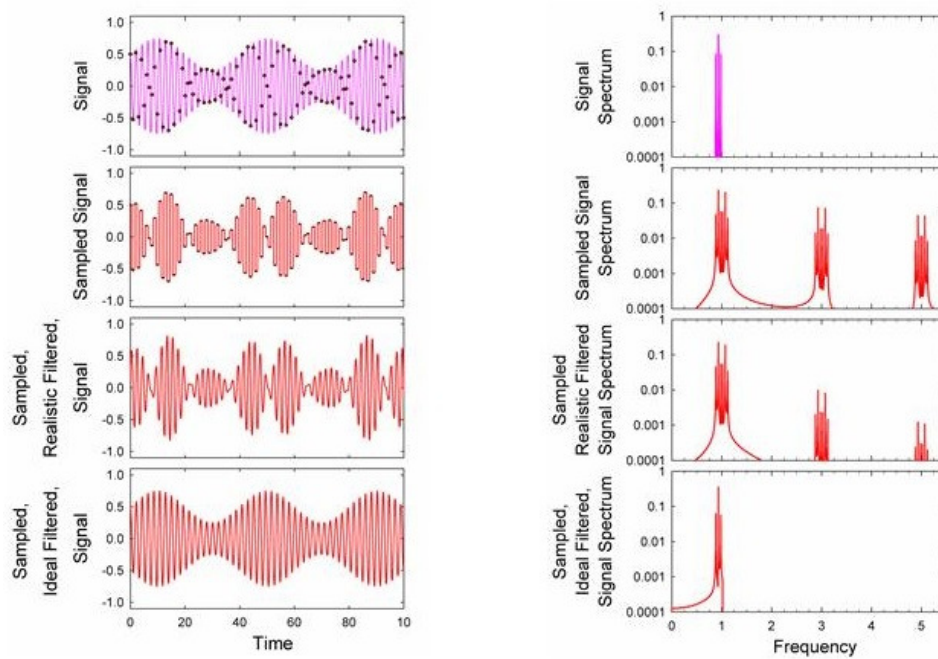 1.0
0.5
0.0
-0.5
-1.0
Signal
1
0.1
0.01
0.001
0.0001
Signal
Spectrum
1.0
0.5
0.0
-0.5
-1.0
Sampled Signal
1
0.1
0.01
0.001
0.0001
Sampled Signal
Spectrum
1.0
0.5
0.0
-0.5
-1.0
Sampled,
Realistic Filtered,
Signal
1
0.1
0.01
0.001
0.0001
Sampled
Realistic Filtered
Signal Spectrum
1.0
0.5
0.0
-0.5
-1.0
Sampled,
Ideal Filtered,
Signal
0 20 40 60 80 10
Time
1
0.1
0.01
0.001
0.0001
Sampled,
Ideal Filtered,
Signal Spectrum
0 1 2 3 4 5
Frequency